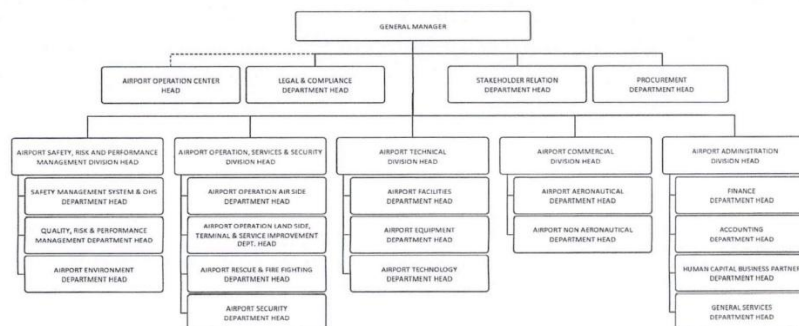 GENERAL MANAGER
AIRPORT OPERATION CENTER
HEAD
LEGAL & COMPLIANCE
DEPARTMENT HEAD
STAKEHOLDER RELATION
DEPARTMENT HEAD
PROCUREMENT
DEPARTMENT HEAD
AIRPORT SAFETY, RISK AND PERFORMANCE
MANAGEMENT DIVISION HEAD
SAFETY MANAGEMENT SYSTEM & OHS
DEPARTMENT HEAD
QUALITY, RISK & PERFORMANCE
MANAGEMENT DEPARTMENT HEAD
AIRPORT ENVIRONMENT
DEPARTMENT HEAD
AIRPORT OPERATION, SERVICES & SECURITY
DIVISION HEAD
AIRPORT OPERATION AIR SIDE
DEPARTMENT HEAD
AIRPORT OPERATION LAND SIDE,
TERMINAL & SERVICE IMPROVEMENT
DEPT. HEAD
AIRPORT RESCUE & FIRE FIGHTING
DEPARTMENT HEAD
AIRPORT SECURITY
DEPARTMENT HEAD
AIRPORT TECHNICAL
DIVISION HEAD
AIRPORT FACILITIES
DEPARTMENT HEAD
AIRPORT EQUIPMENT
DEPARTMENT HEAD
AIRPORT TECHNOLOGY
DEPARTMENT HEAD
AIRPORT COMMERCIAL
DIVISION HEAD
AIRPORT AERONAUTICAL
DEPARTMENT HEAD
AIRPORT NON AERONAUTICAL
DEPARTMENT HEAD
AIRPORT ADMINISTRATION
DIVISION HEAD
FINANCE
DEPARTMENT HEAD
ACCOUNTING
DEPARTMENT HEAD
HUMAN CAPITAL BUSINESS PARTNER
DEPARTMENT HEAD
GENERAL SERVICES
DEPARTMENT HEAD